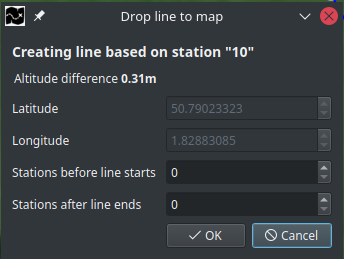 Drop line to map
Creating line based on station "10"
Altitude difference 0.31m
Latitude 50.79023323
Longitude 1.82883085
Stations before line starts 0
Stations after line ends 0
OK Cancel